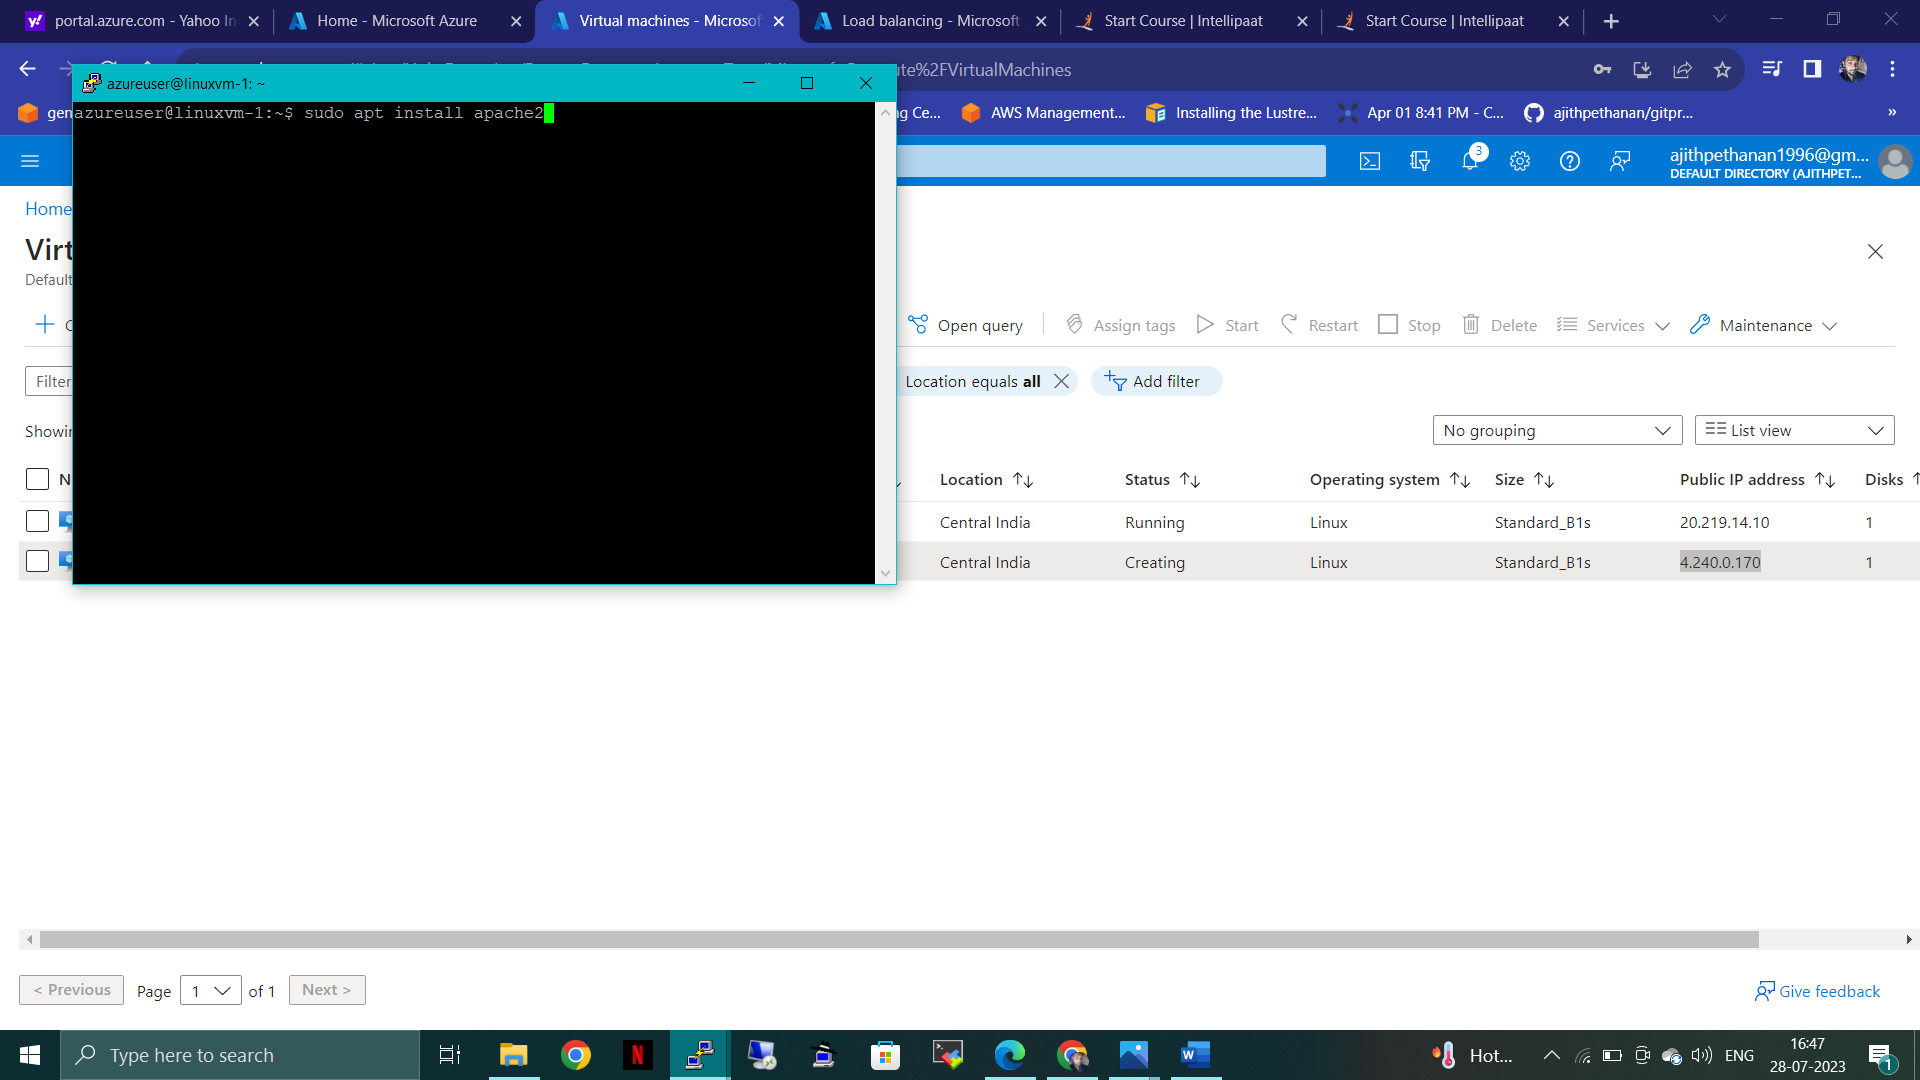 portal.azure.com - Yahoo In
Home - Microsoft Azure
Virtual machines - Microsof
Load balancing - Microsoft
Start Course | Intellipaat
Start Course | Intellipaat
azureuser@linuxvm-1: ~
ute%2FVirtualMachines
gen
ng Ce...
AWS Management...
Installing the Lustre...
Apr 01 8:41 PM - C...
ajithpethanan/gitpr...
»
azureuser@linuxvm-1:~$ sudo apt install apache2
3
ajithpethanan1996@gm...
DEFAULT DIRECTORY (AJITHPET...
Home
Virt
Default
Open query
Assign tags
Start
Restart
Stop
Delete
Services
Maintenance
Filter
Location equals all
Add filter
Showin
No grouping
List view
N
Location
Status
Operating system
Size
Public IP address
Disks
Central India Running Linux Standard_B1s 20.219.14.10 1
Central India Creating Linux Standard_B1s 4.240.0.170 1
< Previous Page 1 of 1 Next >
Give feedback
Type here to search
Hot...
ENG
16:47
28-07-2023
1